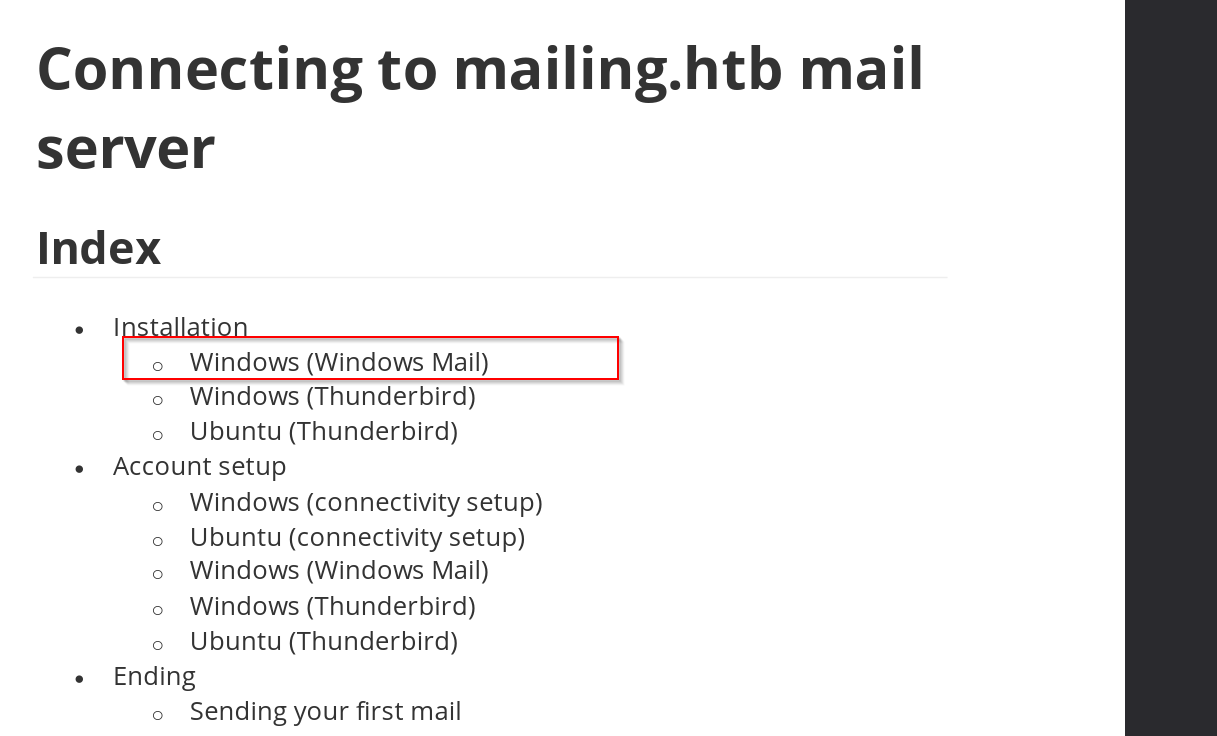 Connecting to mailing.htb mail
server
Index
• Installation
○ Windows (Windows Mail)
○ Windows (Thunderbird)
○ Ubuntu (Thunderbird)
• Account setup
○ Windows (connectivity setup)
○ Ubuntu (connectivity setup)
○ Windows (Windows Mail)
○ Windows (Thunderbird)
○ Ubuntu (Thunderbird)
• Ending
○ Sending your first mail